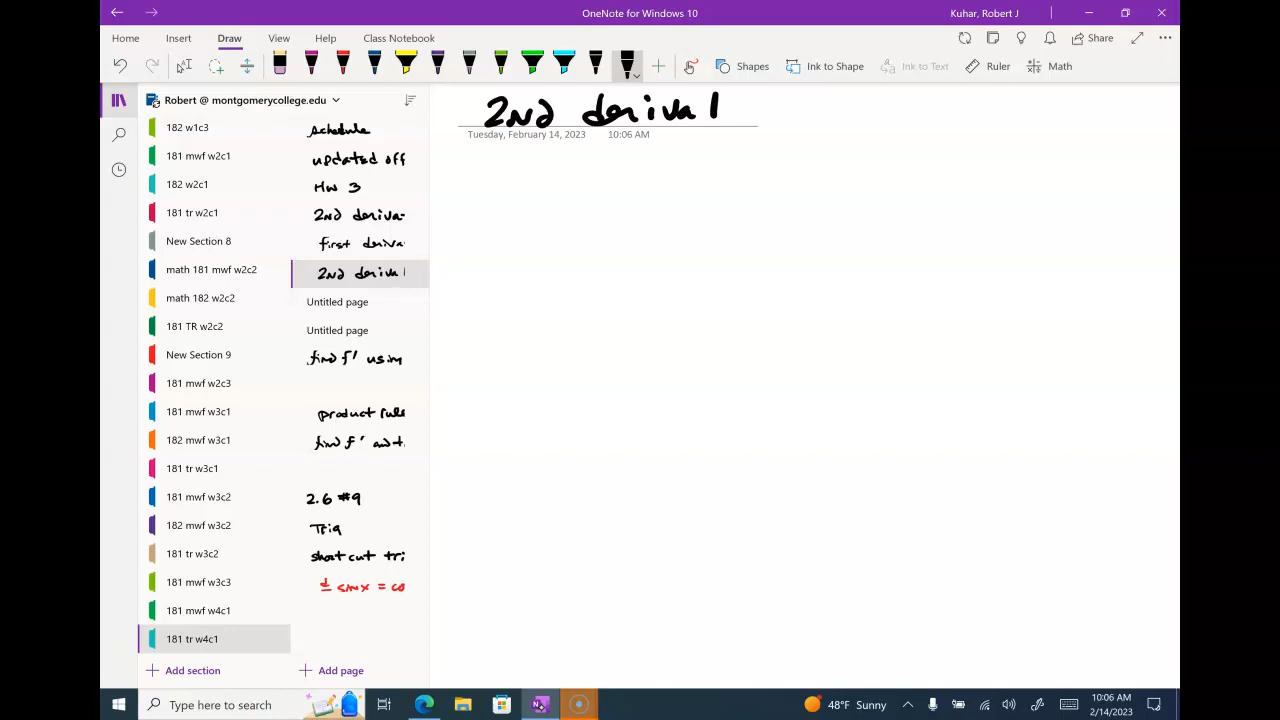 OneNote for Windows 10
Kuhar, Robert J
Home Insert Draw View Help Class Notebook
Share
Shapes Ink to Shape Ink to Text Ruler Math
Robert @ montgomerycollege.edu
182 w1c3
181 mwf w2c1
182 w2c1
181 tr w2c1
New Section 8
math 181 mwf w2c2
math 182 w2c2
181 TR w2c2
New Section 9
181 mwf w2c3
181 mwf w3c1
182 mwf w3c1
181 tr w3c1
181 mwf w3c2
182 mwf w3c2
181 tr w3c2
181 mwf w3c3
181 mwf w4c1
181 tr w4c1
Add section
schedule
updated off
HW 3
2nd deriva
first deriva
2nd deriva
Untitled page
Untitled page
find f' using
product rule
find f' and
2.6 #9
Trig
shortcut tri
d sinx = co
Add page
2nd deriva
Tuesday, February 14, 2023 10:06 AM
Type here to search
48°F Sunny
10:06 AM
2/14/2023